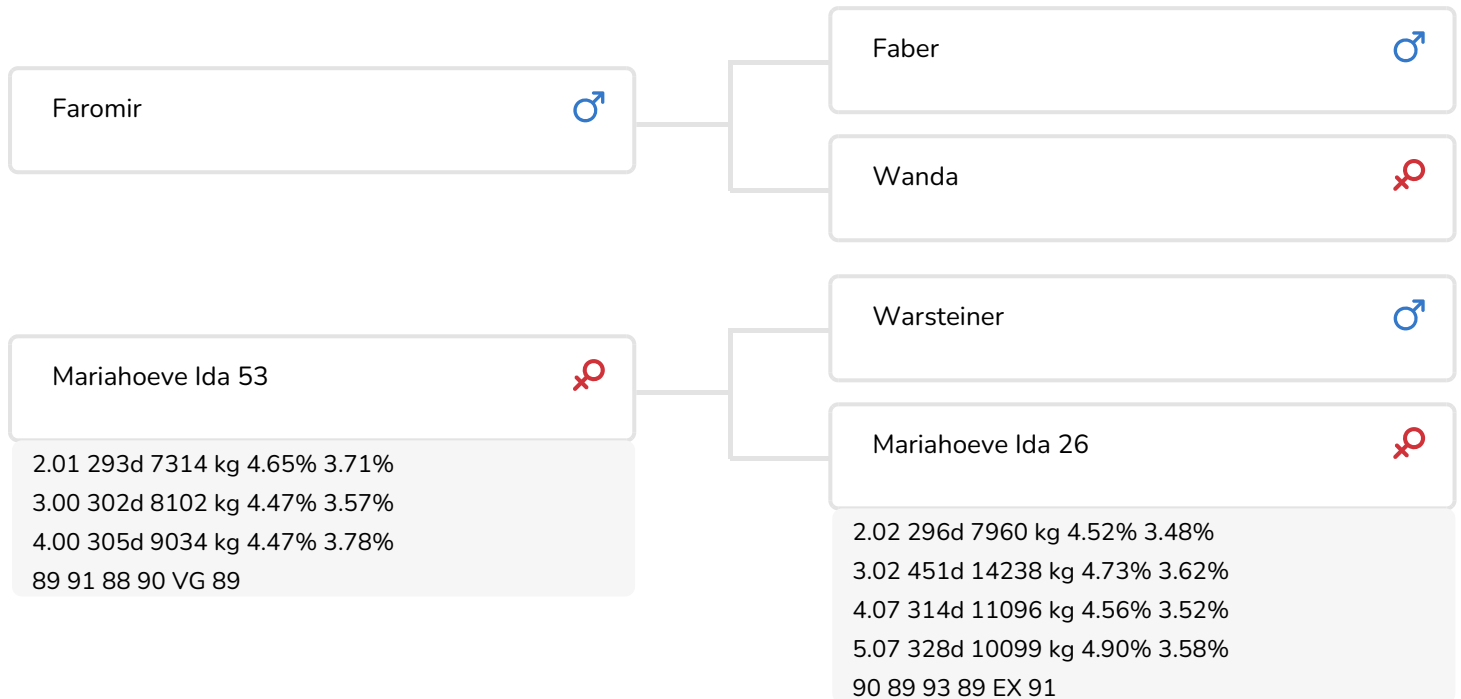 Faromir
Faber
Wanda
Mariahoeve Ida 53
2.01 293d 7314 kg 4.65% 3.71%
3.00 302d 8102 kg 4.47% 3.57%
4.00 305d 9034 kg 4.47% 3.78%
89 91 88 90 VG 89
Warsteiner
Mariahoeve Ida 26
2.02 296d 7960 kg 4.52% 3.48%
3.02 451d 14238 kg 4.73% 3.62%
4.07 314d 11096 kg 4.56% 3.52%
5.07 328d 10099 kg 4.90% 3.58%
90 89 93 89 EX 91